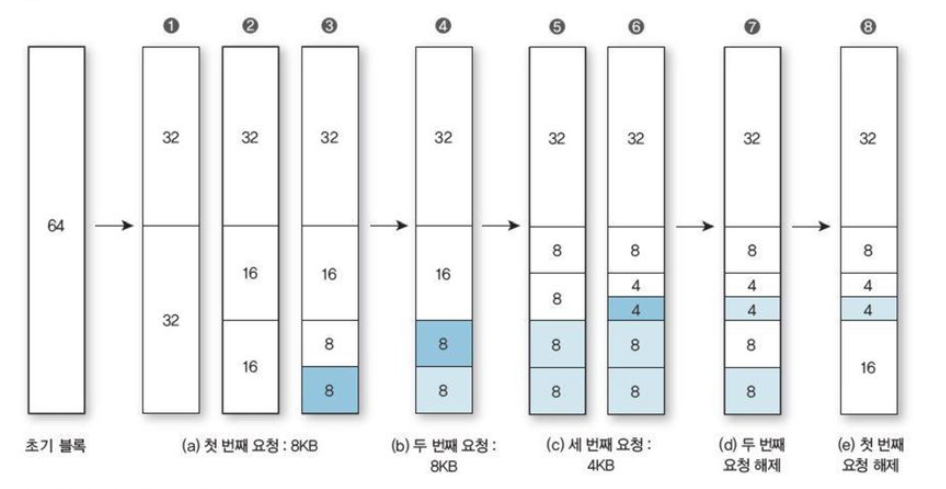 ❶ ❷ ❸ ❹ ❺ ❻ ❼ ❽
32 32 32 32 32 32 32 32
64
8 8 8 8
16 16 16 4 4 4
8 4 4 4
32
8 8 8 8 8
16 16
8 8 8 8 8
초기 블록 (a) 첫 번째 요청 : 8KB (b) 두 번째 요청 : (c) 세 번째 요청 : (d) 두 번째 (e) 첫 번째
8KB 4KB 요청 해제 요청 해제